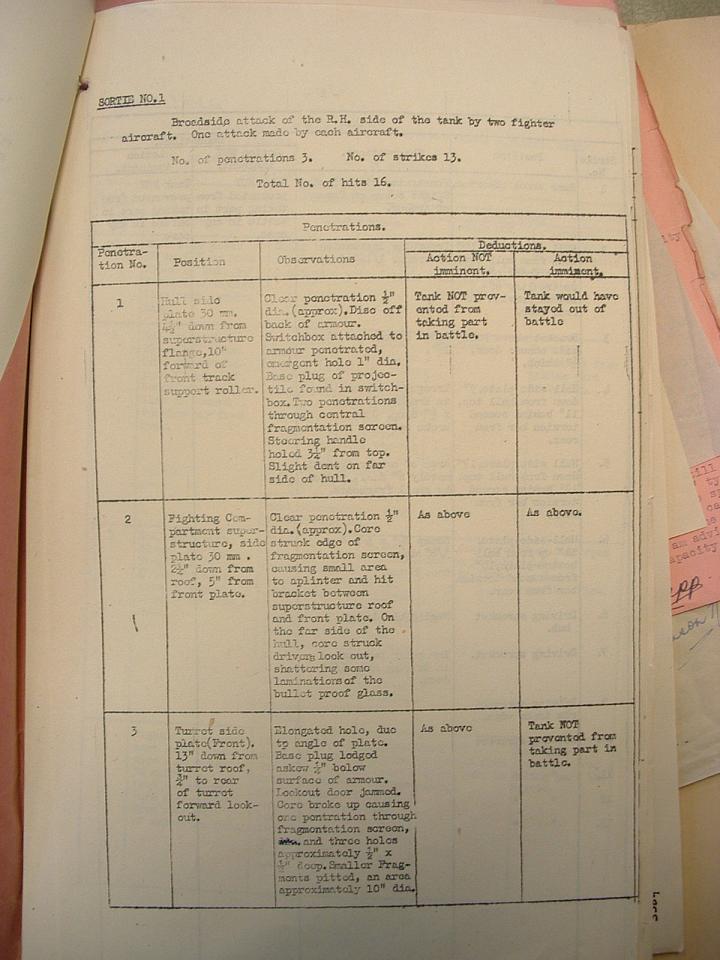 SORTIE NO.1
Broadside attack of the R.H. side of the tank by two fighter
aircraft. One attack made by each aircraft.
No. of penetrations 3. No. of strikes 13.
Total No. of hits 16.
Penetrations.
Penetra-
tion No.
Position
Observations
Deductions.
Action NOT
imminent.
Action
imminent.
1
Hull side
plate 30 mm.
4½" down from
superstructure
flange,10"
forward of
front track
support roller.
Clear penetration ½"
dia.(approx).Disc off
back of armour.
Switchbox attached to
armour penetrated,
emergent hole 1" dia.
Base plug of projec-
tile found in switch-
box.Two penetrations
through central
fragmentation screen.
Steering handle
holed 3½" from top.
Slight dent on far
side of hull.
Tank NOT prev-
ented from
taking part
in battle.
Tank would have
stayed out of
battle
2
Fighting Com-
partment super-
structure, side
plate 30 mm .
2½" down from
roof, 5" from
front plate.
Clear penetration ½"
dia.(approx).Core
struck edge of
fragmentation screen,
causing small area
to splinter and hit
bracket between
superstructure roof
and front plate. On
the far side of the
hull, core struck
drivers look out,
shattering some
laminations of the
bullet proof glass.
As above
As above.
3
Turret side
plate(Front).
13" down from
turret roof,
¾" to rear
of turret
forward look-
out.
Elongated hole, due
to angle of plate.
Base plug lodged
askew ½" below
surface of armour.
Lookout door jammed.
Core broke up causing
one pentration through
fragmentation screen,
and three holes
approximately ½" x
½" deep.Smaller Frag-
ments pitted, an area
approximately 10" dia.
As above
Tank NOT
prevented from
taking part in
battle.